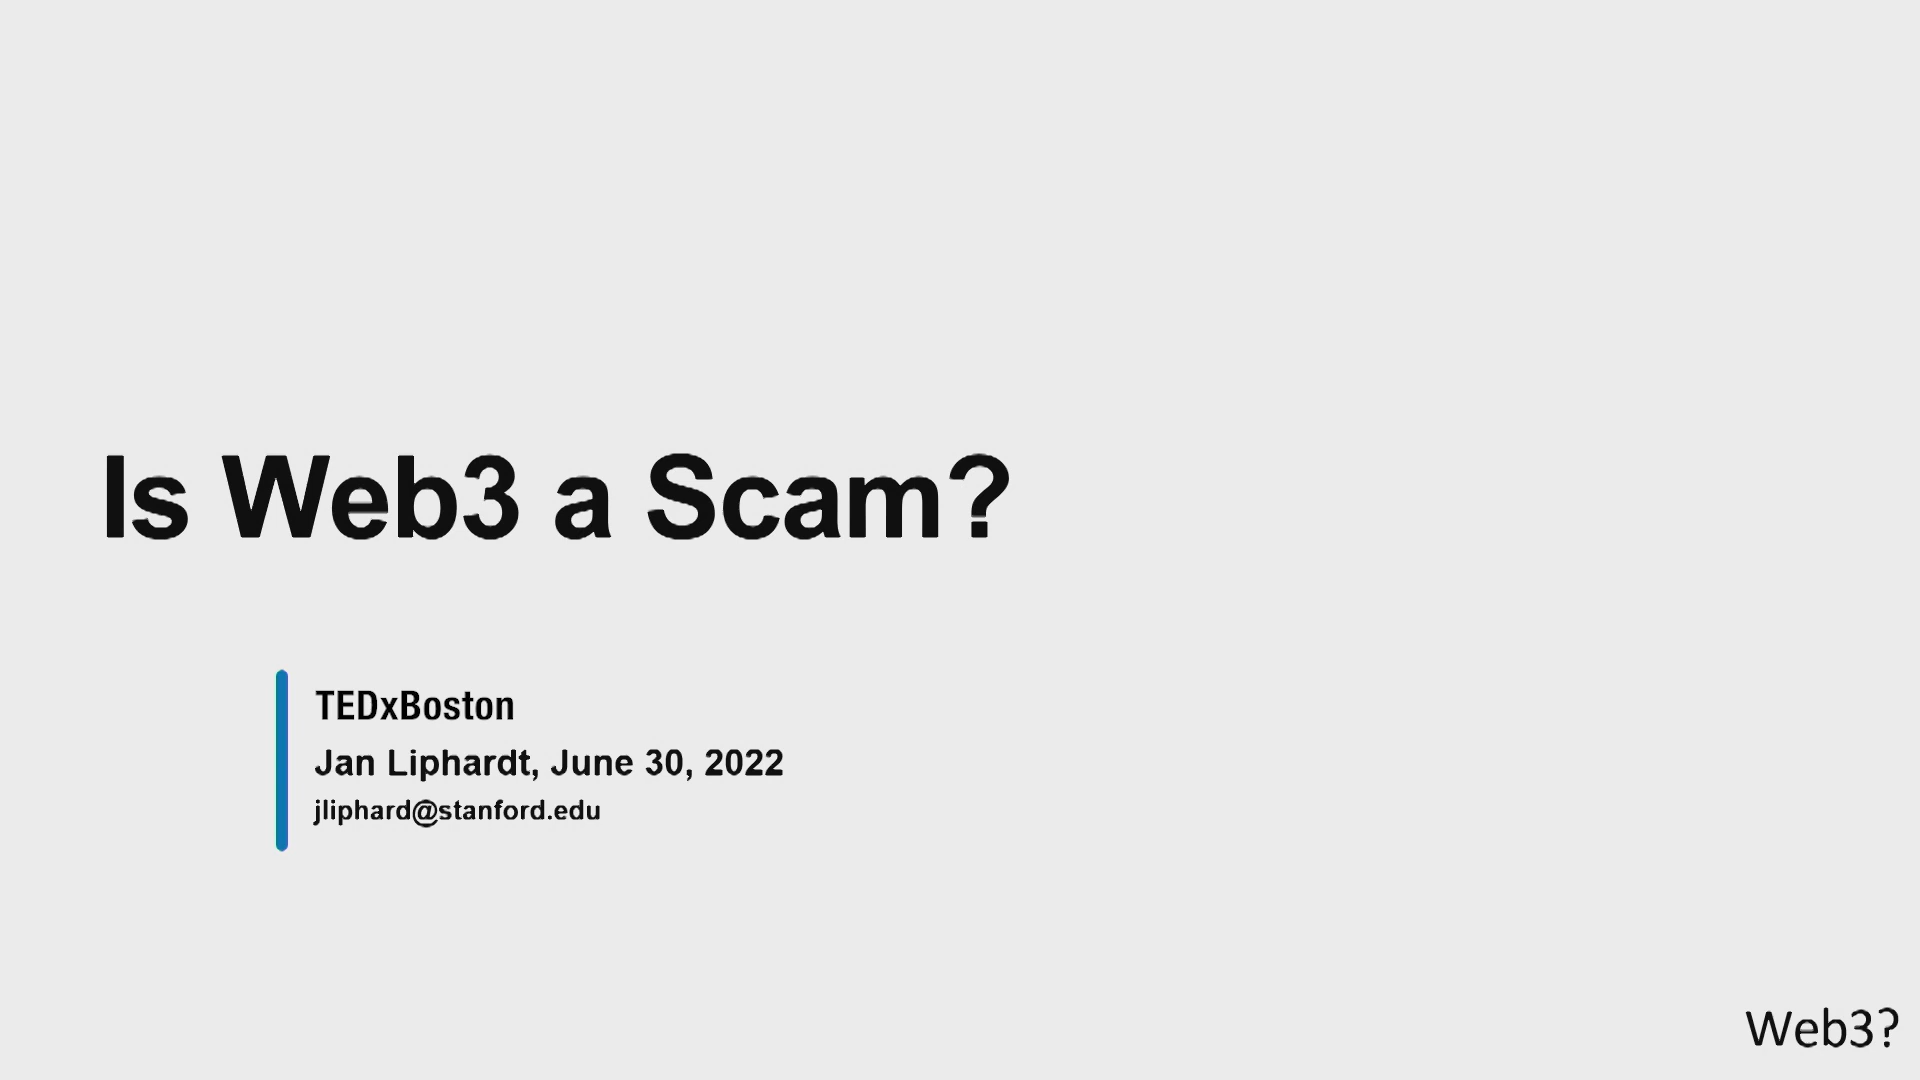 Is Web3 a Scam?
TEDxBoston
Jan Liphardt, June 30, 2022
jliphard@stanford.edu
Web3?